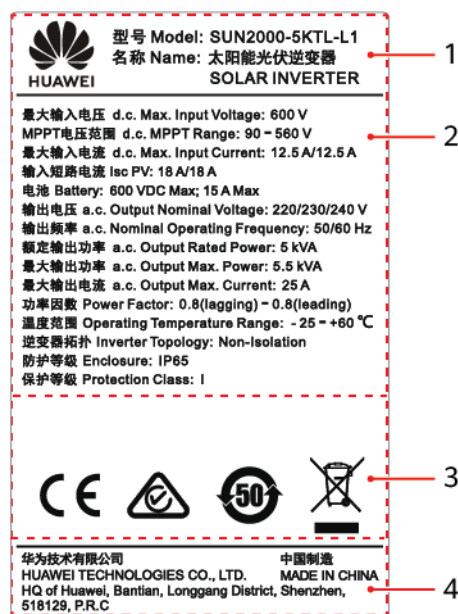 型号 Model: SUN2000-5KTL-L1
名称 Name: 太阳能光伏逆变器
SOLAR INVERTER
HUAWEI
1
最大输入电压 d.c. Max. Input Voltage: 600 V
MPPT电压范围 d.c. MPPT Range: 90 - 560 V
2
最大输入电流 d.c. Max. Input Current: 12.5 A/12.5 A
输入短路电流 Isc PV: 18 A/18 A
电池 Battery: 600 VDC Max; 15 A Max
输出电压 a.c. Output Nominal Voltage: 220/230/240 V
输出频率 a.c. Nominal Operating Frequency: 50/60 Hz
额定输出功率 a.c. Output Rated Power: 5 kVA
最大输出功率 a.c. Output Max. Power: 5.5 kVA
最大输出电流 a.c. Output Max. Current: 25 A
功率因数 Power Factor: 0.8(lagging) - 0.8(leading)
温度范围 Operating Temperature Range: - 25 - +60 ℃
逆变器拓扑 Inverter Topology: Non-Isolation
防护等级 Enclosure: IP65
保护等级 Protection Class: I
CE
50
3
华为技术有限公司 中国制造
HUAWEI TECHNOLOGIES CO., LTD. MADE IN CHINA
HQ of Huawei, Bantian, Longgang District, Shenzhen,
518129, P.R.C
4